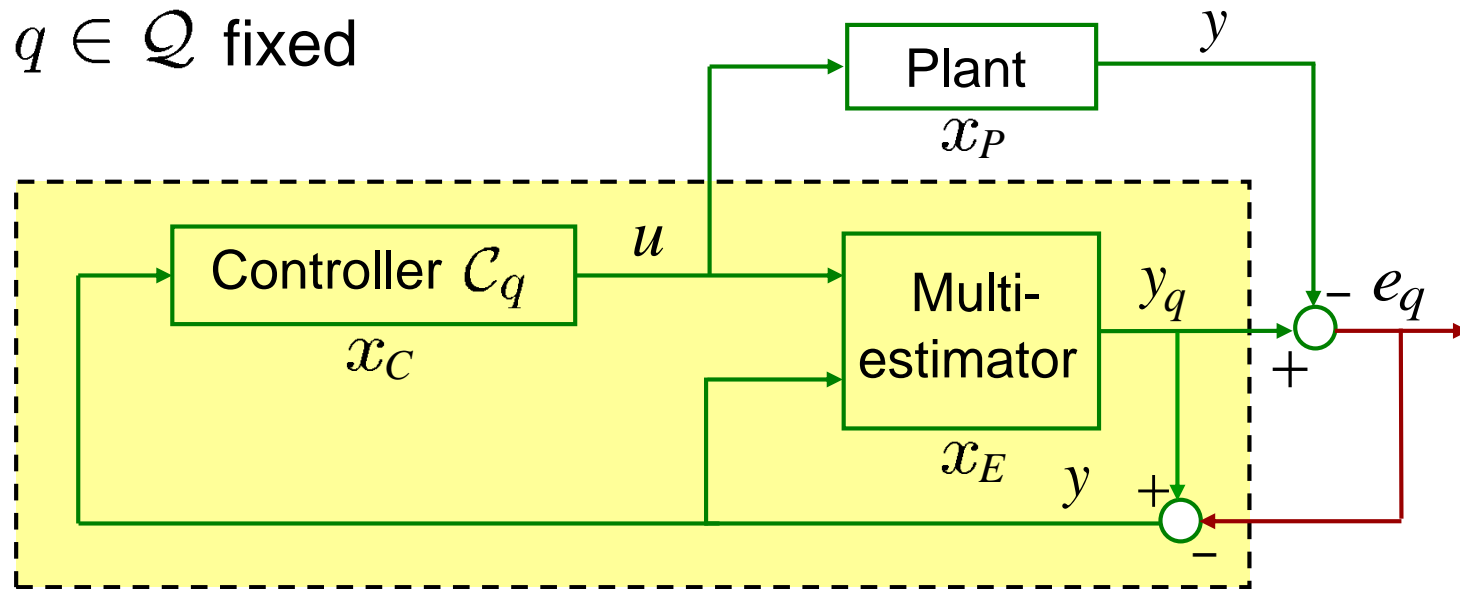 q ∈ 𝒬 fixed
y
Plant
x_P
Controller 𝒞_q
u
x_C
Multi-
estimator
x_E
y_q
-
e_q
+
y
+
-